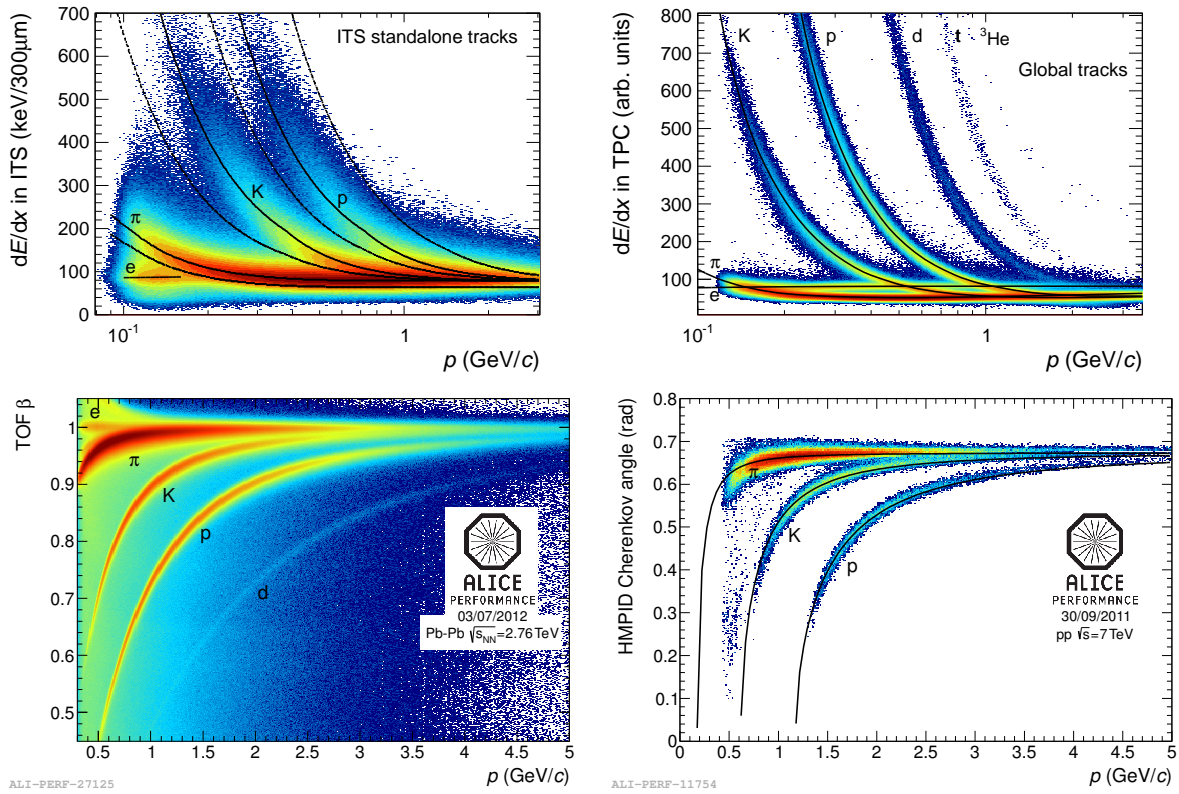 dE/dx in ITS (keV/300μm)
700
600
500
400
300
200
100
0
ITS standalone tracks
π
e
K
p
10⁻¹
1
p (GeV/c)
dE/dx in TPC (arb. units)
800
700
600
500
400
300
200
100
K
p
d
t
³He
Global tracks
π
e
10⁻¹
1
p (GeV/c)
TOF β
1
0.9
0.8
0.7
0.6
0.5
e
π
K
p
d
ALICE
PERFORMANCE
03/07/2012
Pb-Pb √sNN=2.76 TeV
0.5
1
1.5
2
2.5
3
3.5
4
4.5
5
p (GeV/c)
ALI-PERF-27125
HMPID Cherenkov angle (rad)
0.8
0.7
0.6
0.5
0.4
0.3
0.2
0.1
0
π
K
p
ALICE
PERFORMANCE
30/09/2011
pp √s=7 TeV
0
0.5
1
1.5
2
2.5
3
3.5
4
4.5
5
p (GeV/c)
ALI-PERF-11754